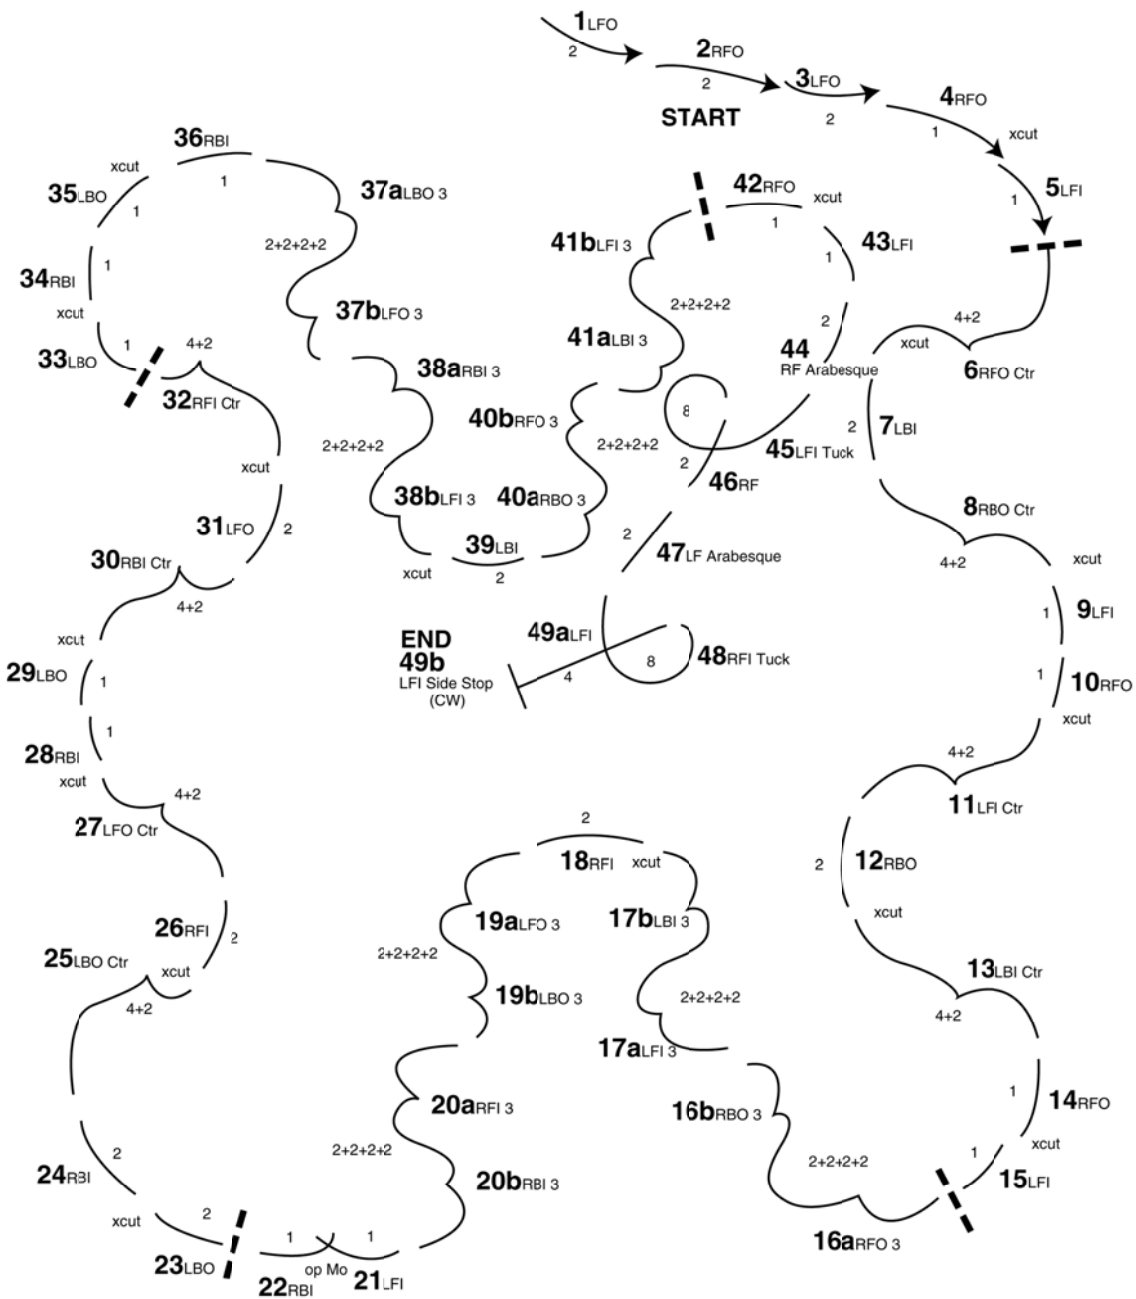 1LFO
2
2RFO
2
3LFO
2
START
4RFO
1
xcut
5LFI
1
4+2
xcut
6RFO Ctr
7LBI
2
8RBO Ctr
4+2
xcut
9LFI
1
10RFO
1
xcut
4+2
11LFI Ctr
12RBO
2
xcut
13LBI Ctr
4+2
14RFO
1
xcut
15LFI
1
2+2+2+2
16aRFO 3
16bRBO 3
17aLFI 3
2+2+2+2
17bLBI 3
xcut
18RFI
2
19aLFO 3
2+2+2+2
19bLBO 3
20aRFI 3
2+2+2+2
20bRBI 3
21LFI
1
op Mo
22RBI
1
23LBO
2
xcut
24RBI
2
25LBO Ctr
4+2
xcut
26RFI
2
27LFO Ctr
4+2
xcut
28RBI
1
29LBO
1
xcut
30RBI Ctr
4+2
31LFO
2
xcut
32RFI Ctr
4+2
33LBO
1
xcut
34RBI
1
35LBO
1
xcut
36RBI
1
37aLBO 3
2+2+2+2
37bLFO 3
38aRBI 3
2+2+2+2
38bLFI 3
xcut
39LBI
2
40aRBO 3
2+2+2+2
40bRFO 3
41aLBI 3
2+2+2+2
41bLFI 3
42RFO
1
xcut
43LFI
1
2
44
RF Arabesque
45LFI Tuck
8
46RF
2
47LF Arabesque
2
48RFI Tuck
8
49aLFI
4
END
49b
LFI Side Stop
(CW)